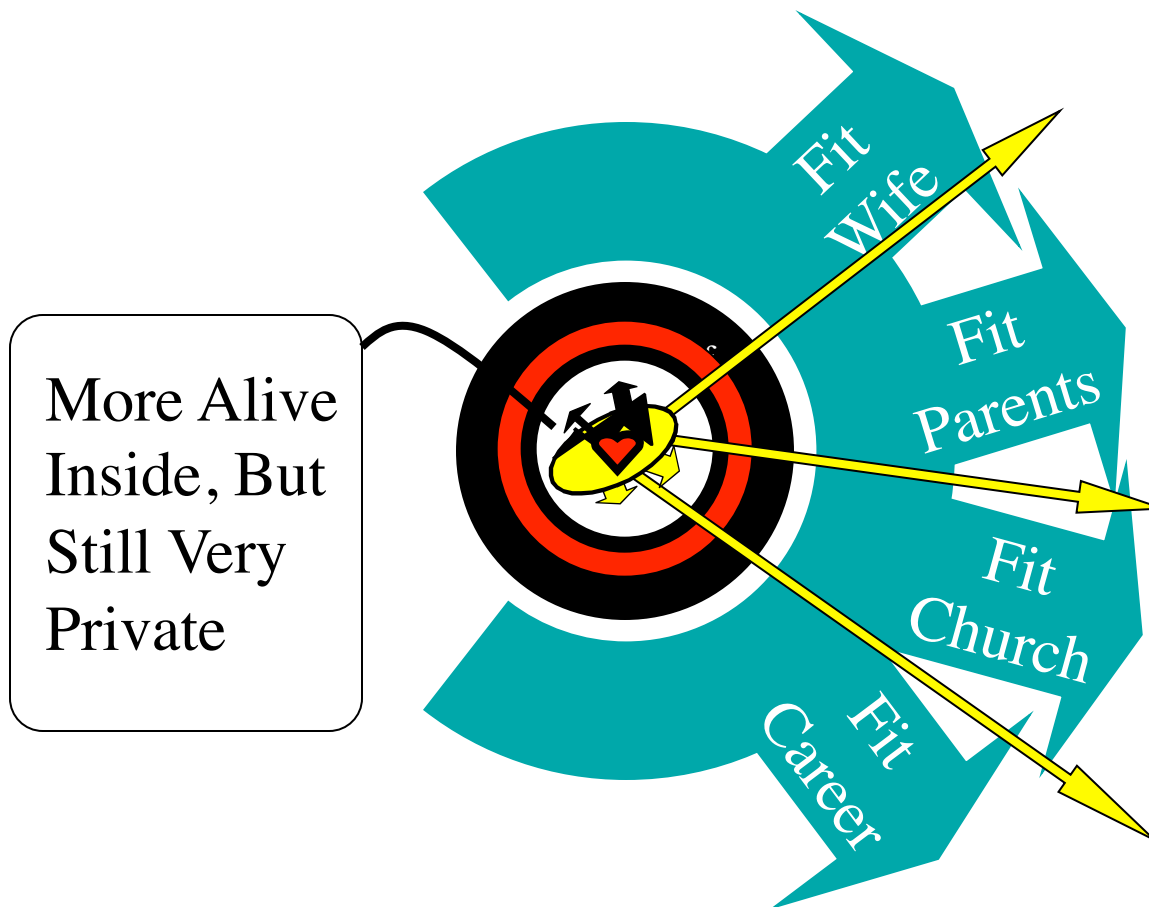 More Alive
Inside, But
Still Very
Private
Fit
Wife
Fit
Parents
Fit
Church
Fit
Career